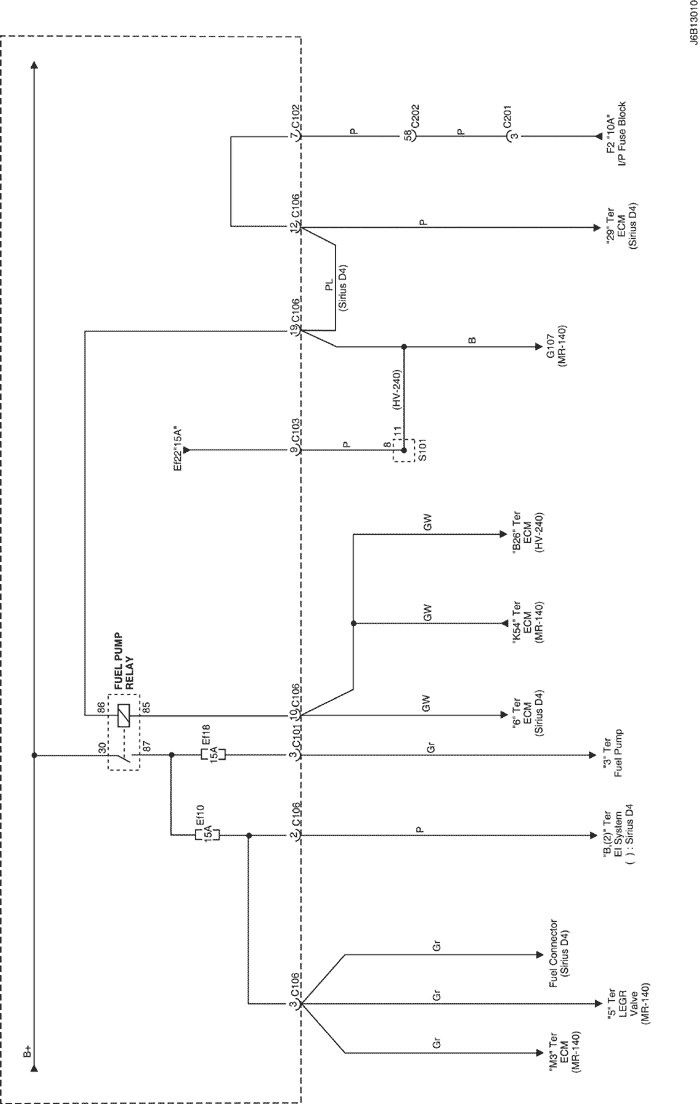 B+
FUEL PUMP
RELAY
30
86
87
85
Ef10
15A
Ef18
15A
Ef22"15A"
3
C106
2
C106
3
C101
10
C106
9
C103
19
C106
12
C106
7
C102
Gr
Gr
Gr
P
Gr
GW
GW
GW
P
8
11
S101
(HV-240)
B
PL
(Sirius D4)
P
P
58
C202
P
3
C201
"M3" Ter
ECM
(MR-140)
"5" Ter
LEGR
Valve
(MR-140)
Fuel Connector
(Sirius D4)
"B,(2)" Ter
EI System
( ) : Sirius D4
"3" Ter
Fuel Pump
"6" Ter
ECM
(Sirius D4)
"K54" Ter
ECM
(MR-140)
"B26" Ter
ECM
(HV-240)
G107
(MR-140)
"29" Ter
ECM
(Sirius D4)
F2 "10A"
I/P Fuse Block
J6B13010